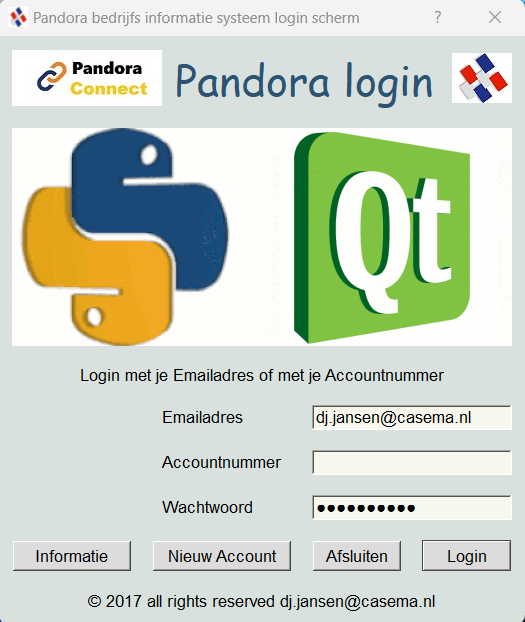 Pandora bedrijfs informatie systeem login scherm
Pandora
Connect
Pandora login
Qt
Login met je Emailadres of met je Accountnummer
Emailadres dj.jansen@casema.nl
Accountnummer
Wachtwoord ●●●●●●●●●●
Informatie Nieuw Account Afsluiten Login
© 2017 all rights reserved dj.jansen@casema.nl